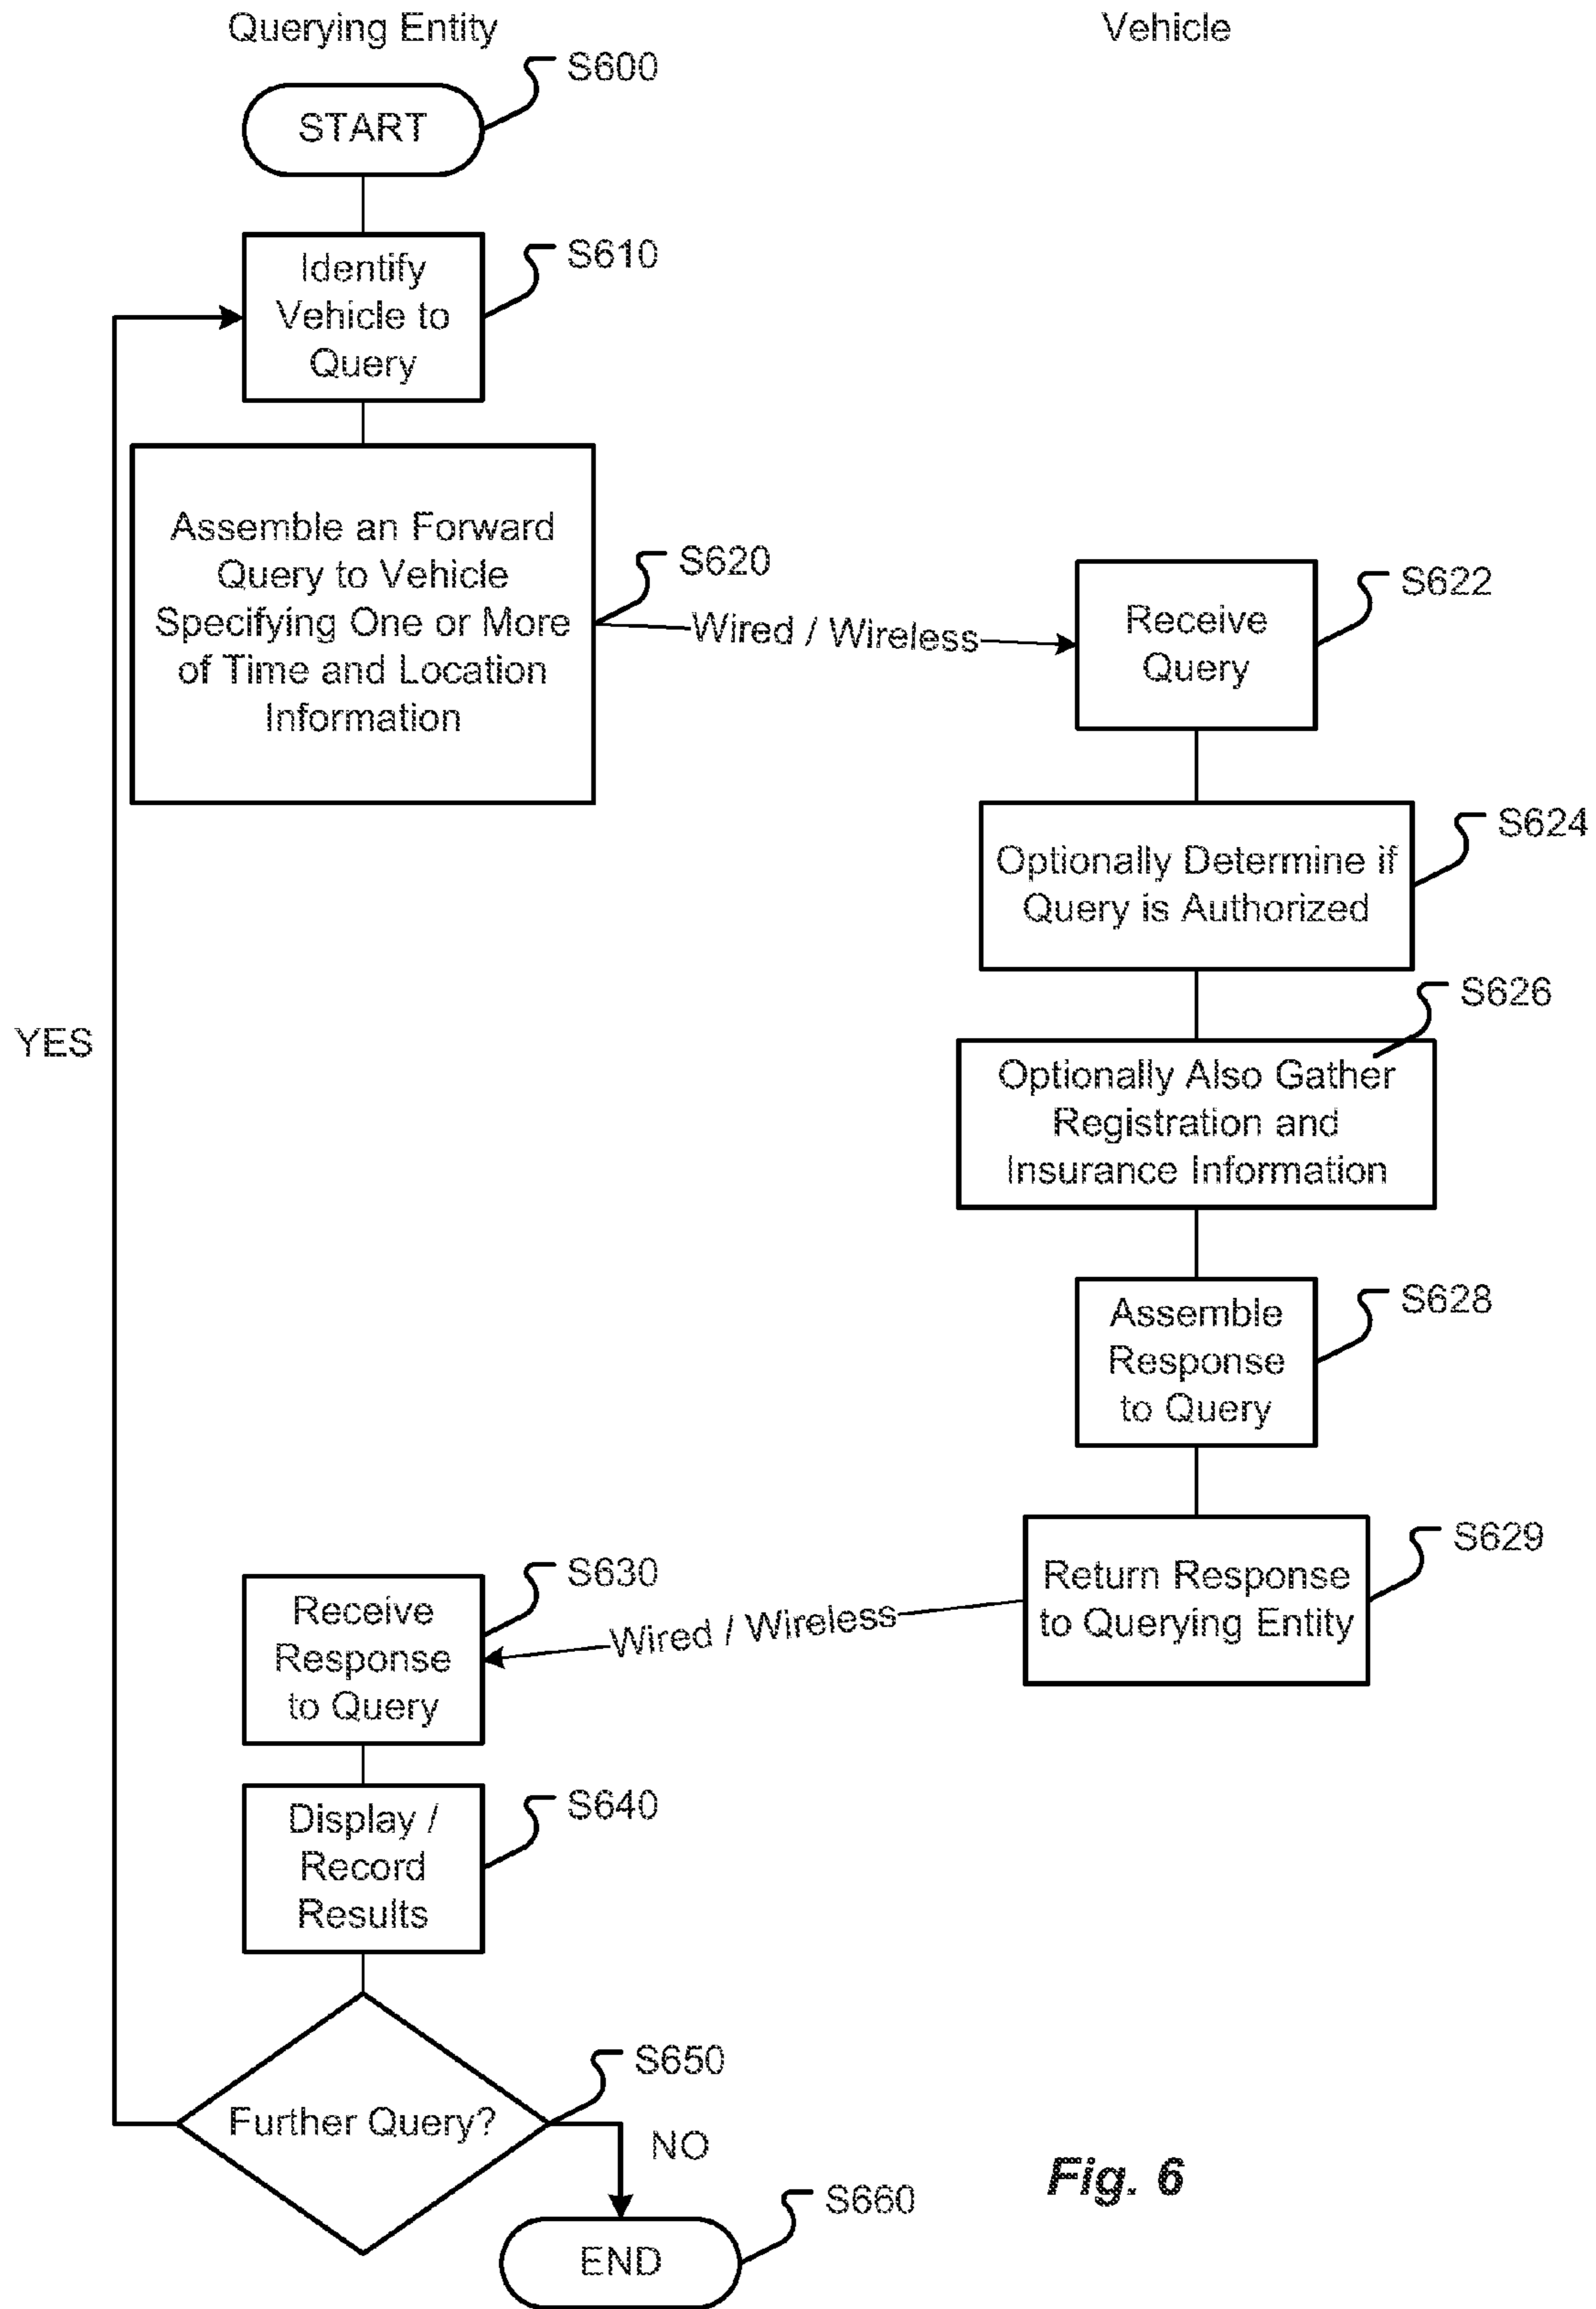 Querying Entity
Vehicle
S600
START
S610
Identify
Vehicle to
Query
Assemble an Forward
Query to Vehicle
Specifying One or More
of Time and Location
Information
S620
Wired / Wireless
S622
Receive
Query
S624
Optionally Determine if
Query is Authorized
S626
Optionally Also Gather
Registration and
Insurance Information
YES
S628
Assemble
Response
to Query
S629
Return Response
to Querying Entity
Wired / Wireless
S630
Receive
Response
to Query
S640
Display /
Record
Results
S650
Further Query?
NO
S660
END
Fig. 6